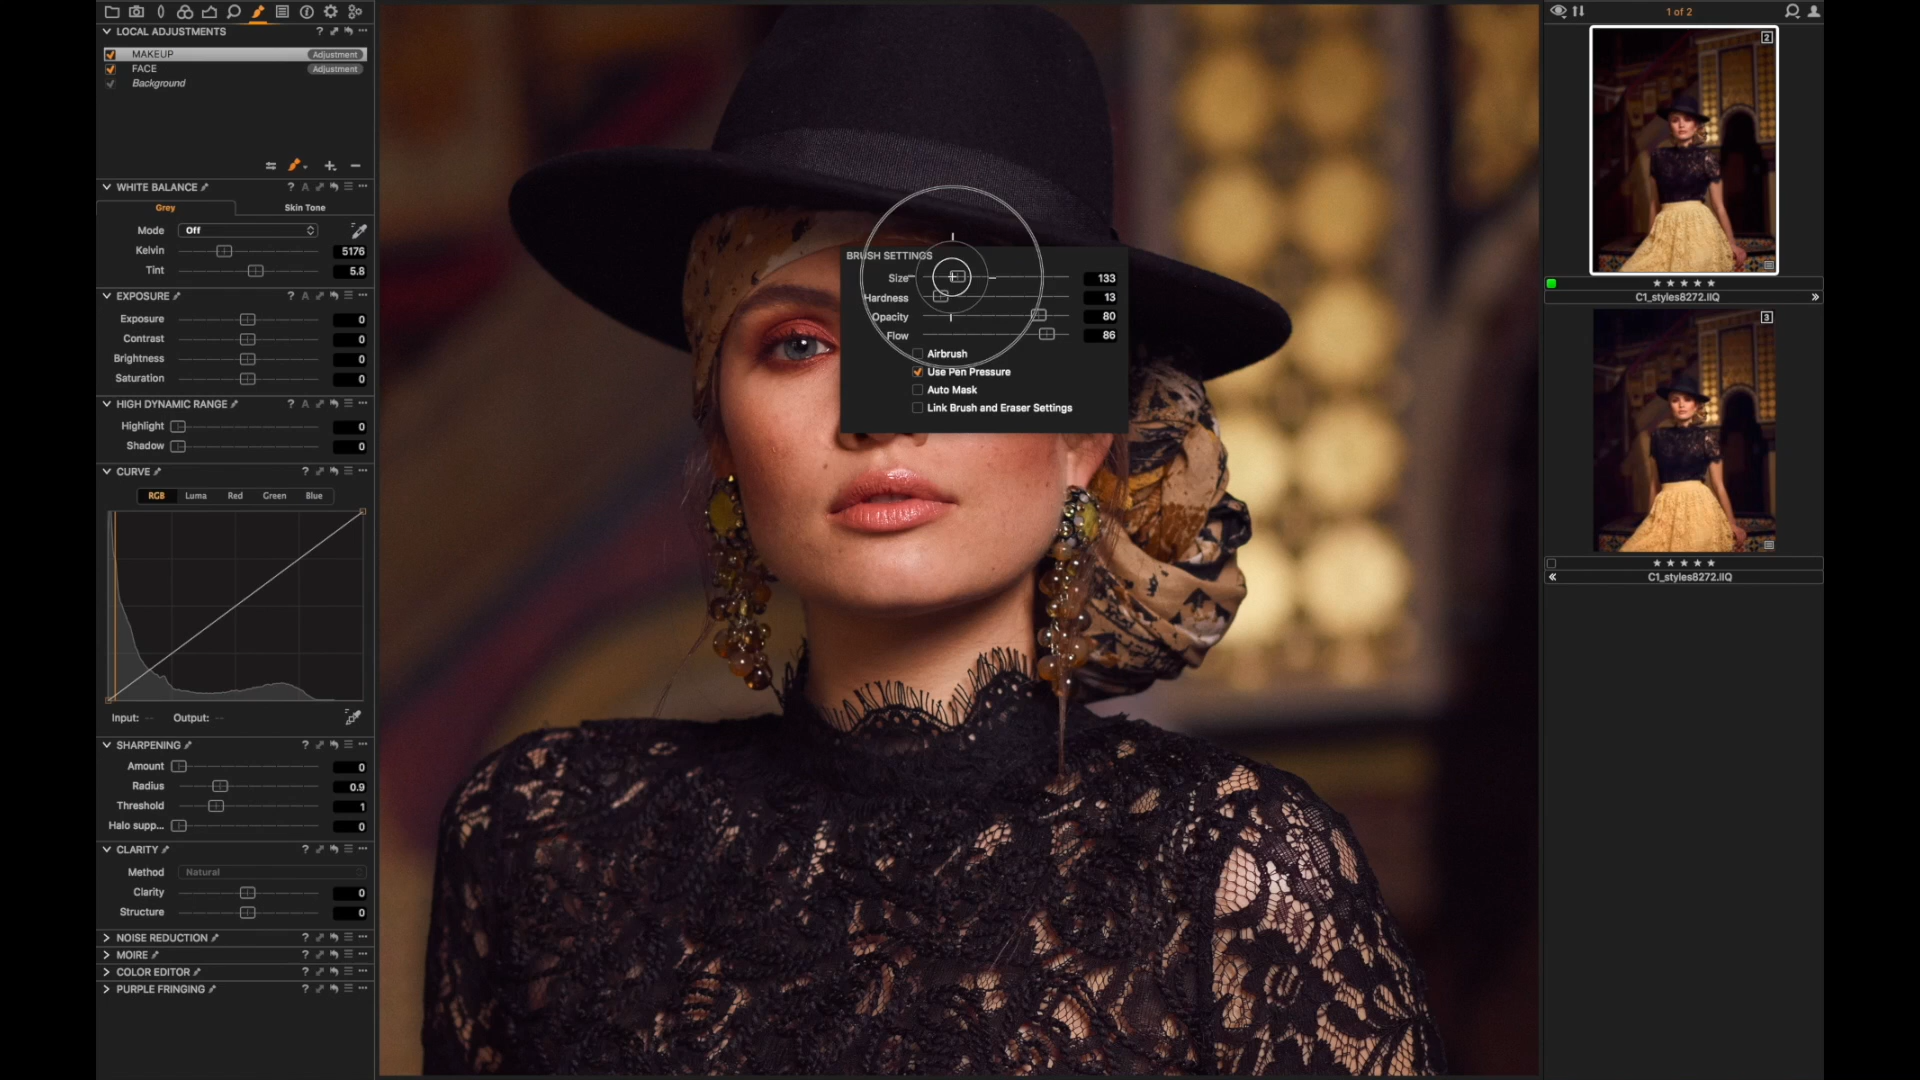 LOCAL ADJUSTMENTS ?
MAKEUP Adjustment
FACE Adjustment
Background
WHITE BALANCE ? A
Grey Skin Tone
Mode Off
Kelvin 5176
Tint 5.8
EXPOSURE ? A
Exposure 0
Contrast 0
Brightness 0
Saturation 0
HIGH DYNAMIC RANGE ? A
Highlight 0
Shadow 0
CURVE ?
RGB Luma Red Green Blue
Input: -- Output: --
SHARPENING ?
Amount 0
Radius 0.9
Threshold 1
Halo supp... 0
CLARITY ?
Method Natural
Clarity 0
Structure 0
NOISE REDUCTION ?
MOIRE ?
COLOR EDITOR ?
PURPLE FRINGING ?
BRUSH SETTINGS
Size 133
Hardness 13
Opacity 80
Flow 86
Airbrush
Use Pen Pressure
Auto Mask
Link Brush and Eraser Settings
1 of 2
2
C1_styles8272.IIQ
3
C1_styles8272.IIQ